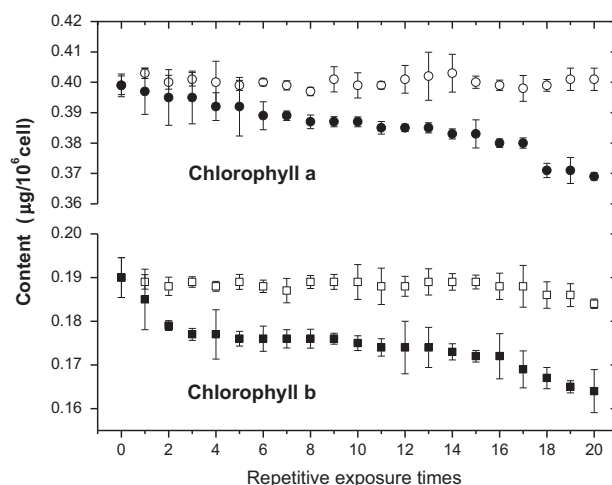 0.42
0.41
0.40
0.39
0.38
0.37
0.36
Chlorophyll a
0.20
0.19
0.18
0.17
0.16
Chlorophyll b
Content (μg/10⁶cell)
0 2 4 6 8 10 12 14 16 18 20
Repetitive exposure times